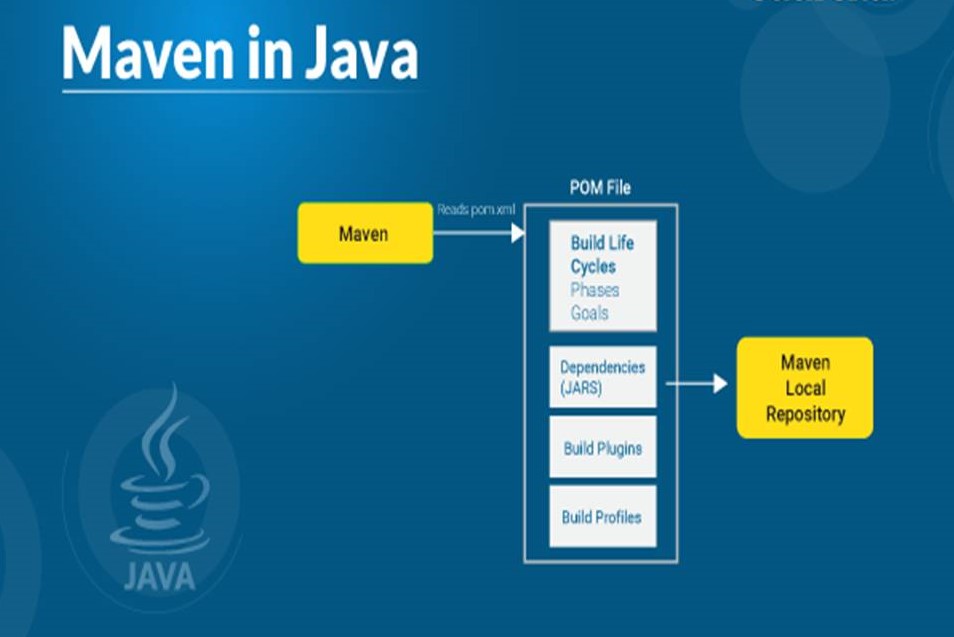 Maven in Java
POM File
Maven
Reads pom.xml
Build Life
Cycles
Phases
Goals
Dependencies
(JARS)
Build Plugins
Build Profiles
Maven
Local
Repository
JAVA